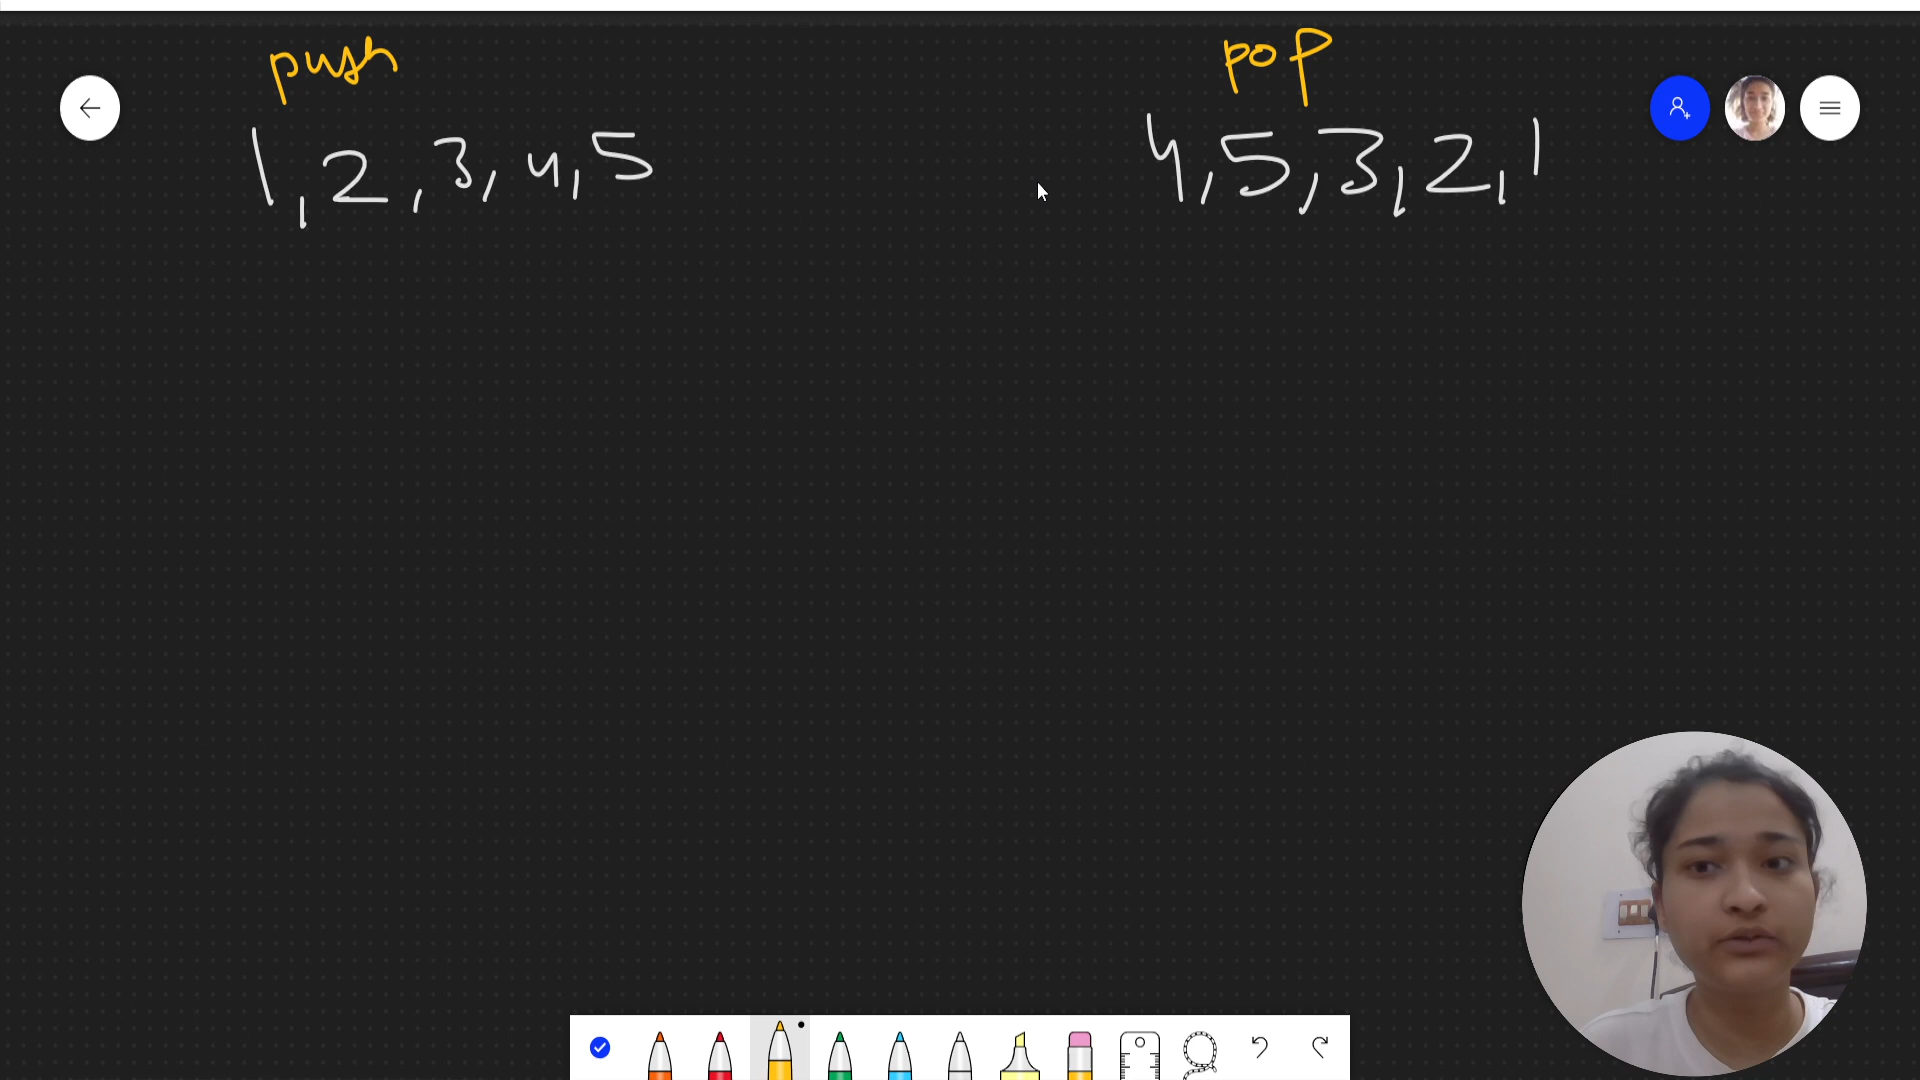 push
pop
1, 2, 3, 4, 5
4, 5, 3, 2, 1